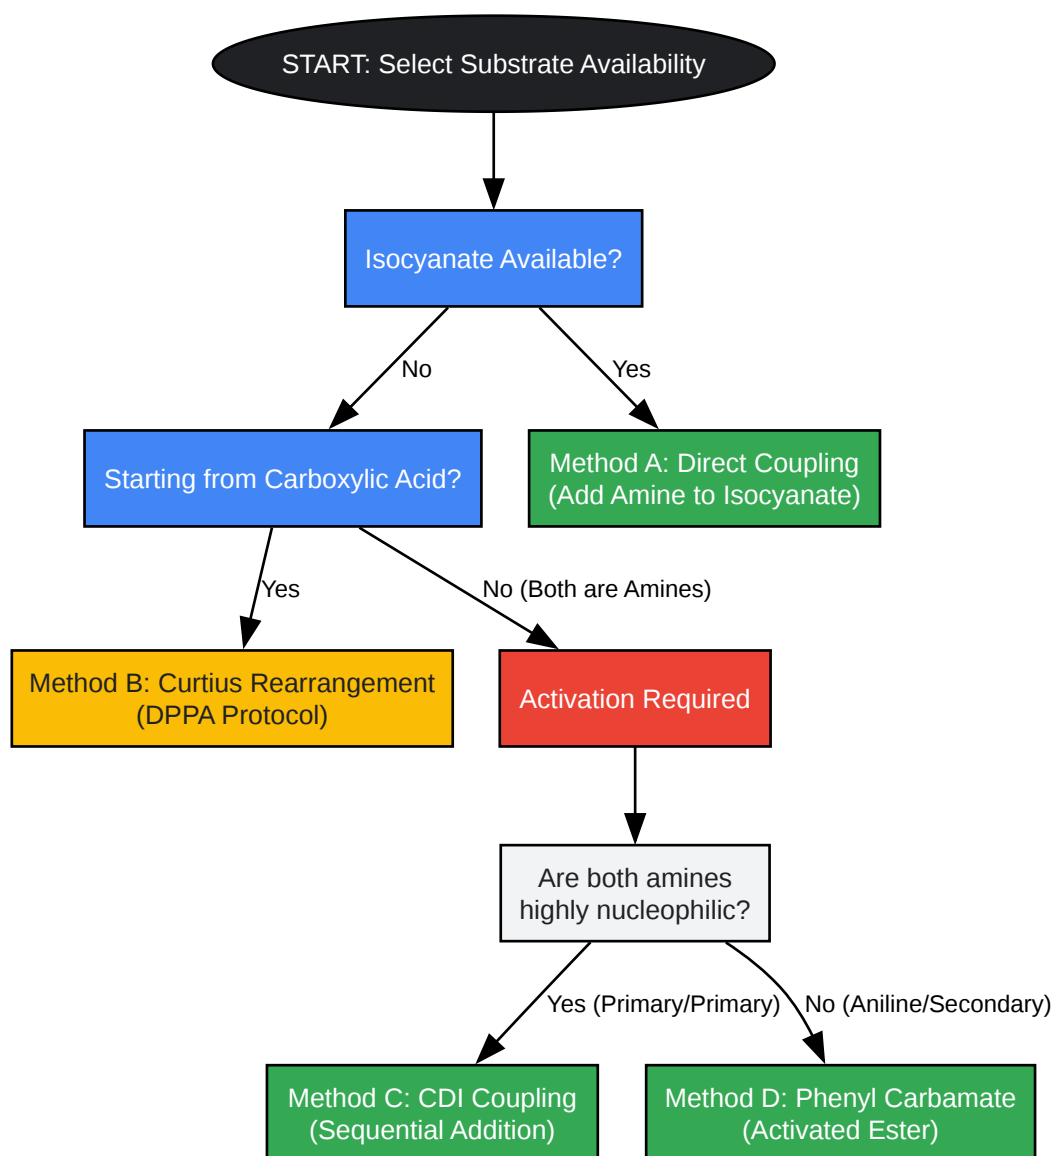 START: Select Substrate Availability
Isocyanate Available?
No
Yes
Starting from Carboxylic Acid?
Method A: Direct Coupling
(Add Amine to Isocyanate)
Yes
No (Both are Amines)
Method B: Curtius Rearrangement
(DPPA Protocol)
Activation Required
Are both amines
highly nucleophilic?
Yes (Primary/Primary)
No (Aniline/Secondary)
Method C: CDI Coupling
(Sequential Addition)
Method D: Phenyl Carbamate
(Activated Ester)